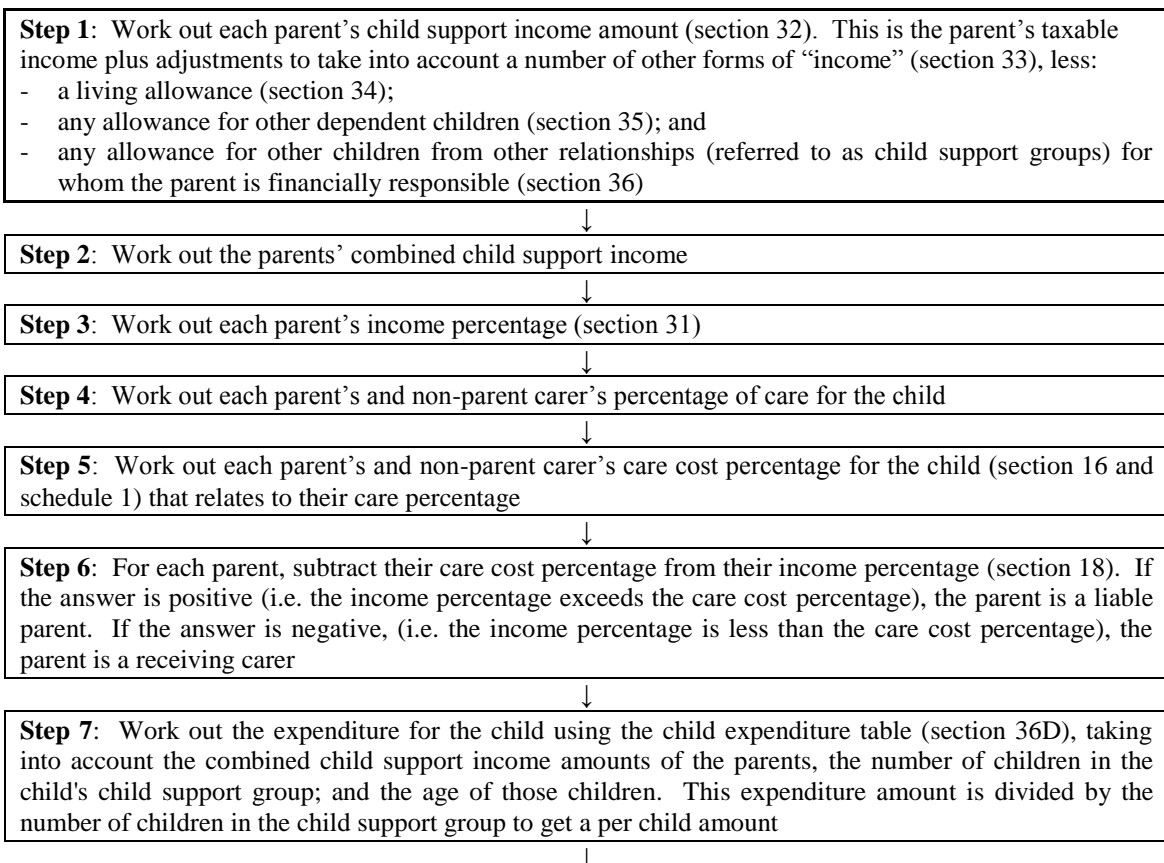 Step 1: Work out each parent’s child support income amount (section 32). This is the parent’s taxable
income plus adjustments to take into account a number of other forms of “income” (section 33), less:
- a living allowance (section 34);
- any allowance for other dependent children (section 35); and
- any allowance for other children from other relationships (referred to as child support groups) for
whom the parent is financially responsible (section 36)
↓
Step 2: Work out the parents’ combined child support income
↓
Step 3: Work out each parent’s income percentage (section 31)
↓
Step 4: Work out each parent’s and non-parent carer’s percentage of care for the child
↓
Step 5: Work out each parent’s and non-parent carer’s care cost percentage for the child (section 16 and
schedule 1) that relates to their care percentage
↓
Step 6: For each parent, subtract their care cost percentage from their income percentage (section 18). If
the answer is positive (i.e. the income percentage exceeds the care cost percentage), the parent is a liable
parent. If the answer is negative, (i.e. the income percentage is less than the care cost percentage), the
parent is a receiving carer
↓
Step 7: Work out the expenditure for the child using the child expenditure table (section 36D), taking
into account the combined child support income amounts of the parents, the number of children in the
child's child support group; and the age of those children. This expenditure amount is divided by the
number of children in the child support group to get a per child amount
↓